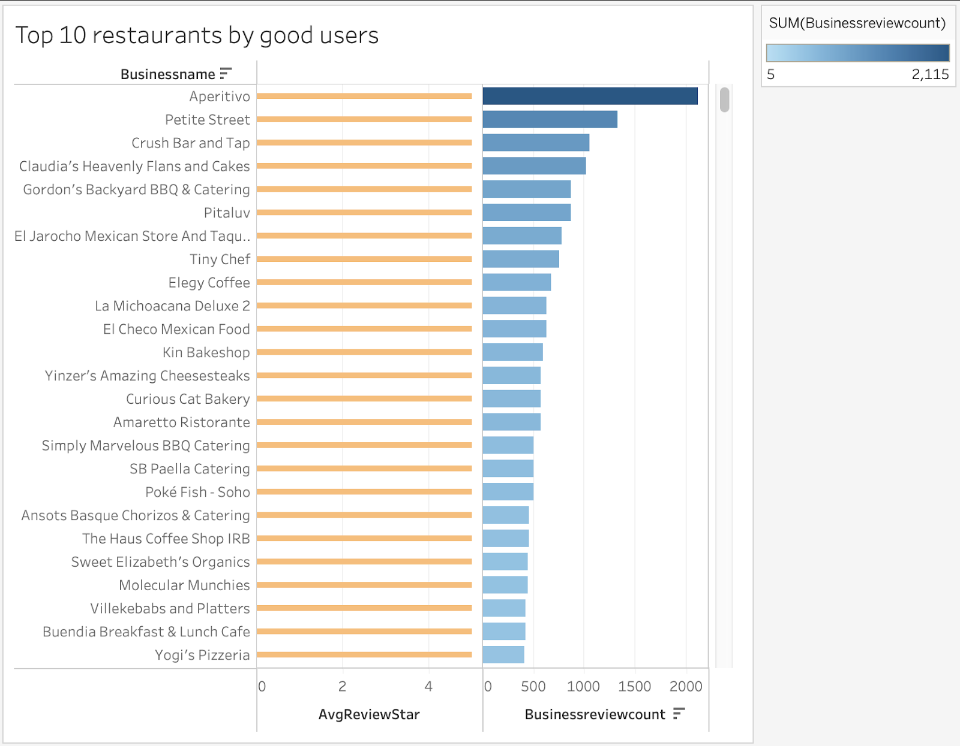 Top 10 restaurants by good users
SUM(Businessreviewcount)
5 2,115
Businessname
Aperitivo
Petite Street
Crush Bar and Tap
Claudia's Heavenly Flans and Cakes
Gordon's Backyard BBQ & Catering
Pitaluv
El Jarocho Mexican Store And Taqu..
Tiny Chef
Elegy Coffee
La Michoacana Deluxe 2
El Checo Mexican Food
Kin Bakeshop
Yinzer's Amazing Cheesesteaks
Curious Cat Bakery
Amaretto Ristorante
Simply Marvelous BBQ Catering
SB Paella Catering
Poké Fish - Soho
Ansots Basque Chorizos & Catering
The Haus Coffee Shop IRB
Sweet Elizabeth's Organics
Molecular Munchies
Villekebabs and Platters
Buendia Breakfast & Lunch Cafe
Yogi's Pizzeria
0 2 4 0 500 1000 1500 2000
AvgReviewStar Businessreviewcount